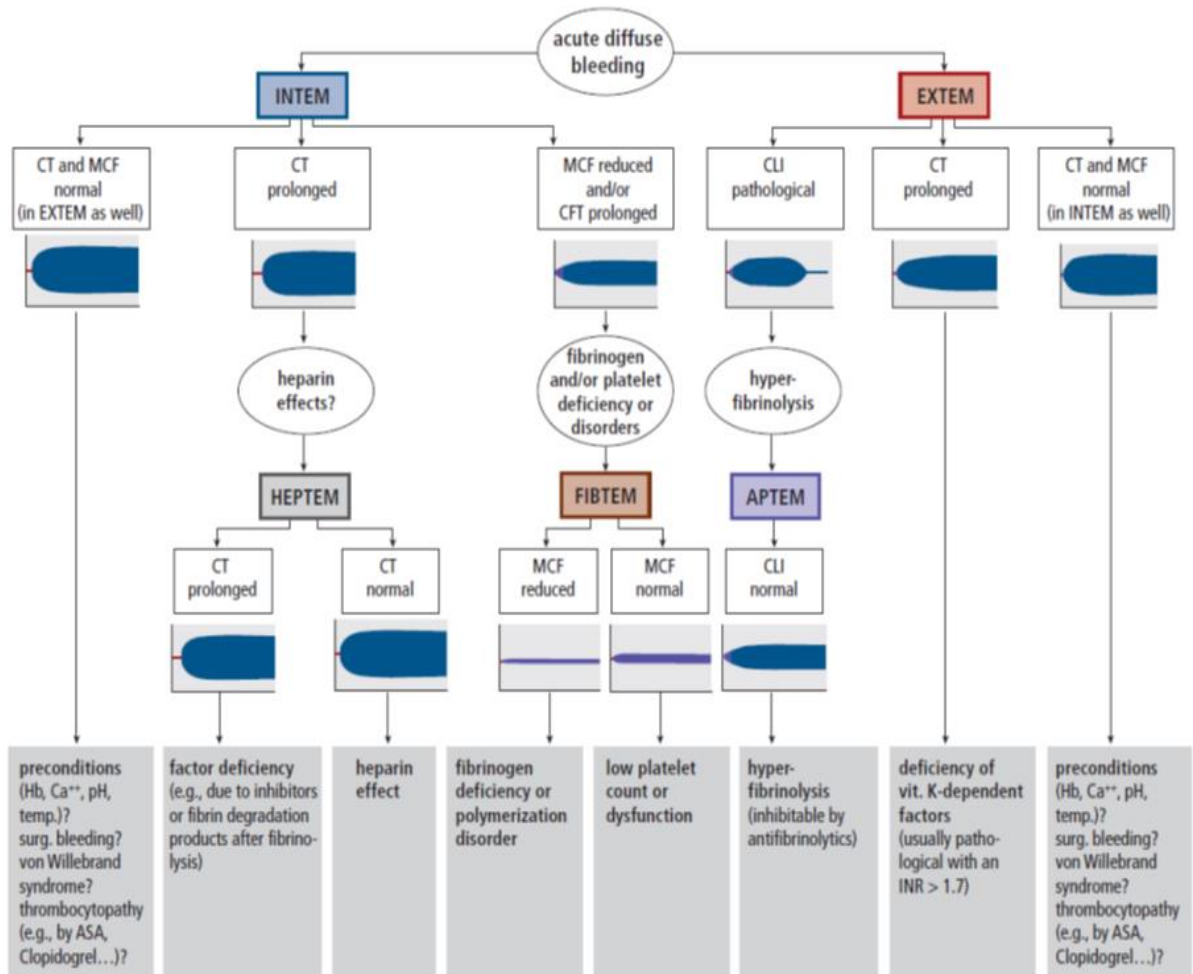 acute diffuse
bleeding
INTEM
EXTEM
CT and MCF
normal
(in EXTEM as well)
CT
prolonged
MCF reduced
and/or
CFT prolonged
CLI
pathological
CT
prolonged
CT and MCF
normal
(in INTEM as well)
heparin
effects?
fibrinogen
and/or platelet
deficiency or
disorders
hyper-
fibrinolysis
HEPTEM
FIBTEM
APTEM
CT
prolonged
CT
normal
MCF
reduced
MCF
normal
CLI
normal
preconditions
(Hb, Ca⁺⁺, pH,
temp.)?
surg. bleeding?
von Willebrand
syndrome?
thrombocytopathy
(e.g., by ASA,
Clopidogrel…)?
factor deficiency
(e.g., due to inhibitors
or fibrin degradation
products after fibrino-
lysis)
heparin
effect
fibrinogen
deficiency or
polymerization
disorder
low platelet
count or
dysfunction
hyper-
fibrinolysis
(inhibitable by
antifibrinolytics)
deficiency of
vit. K-dependent
factors
(usually patho-
logical with an
INR > 1.7)
preconditions
(Hb, Ca⁺⁺, pH,
temp.)?
surg. bleeding?
von Willebrand
syndrome?
thrombocytopathy
(e.g., by ASA,
Clopidogrel…)?